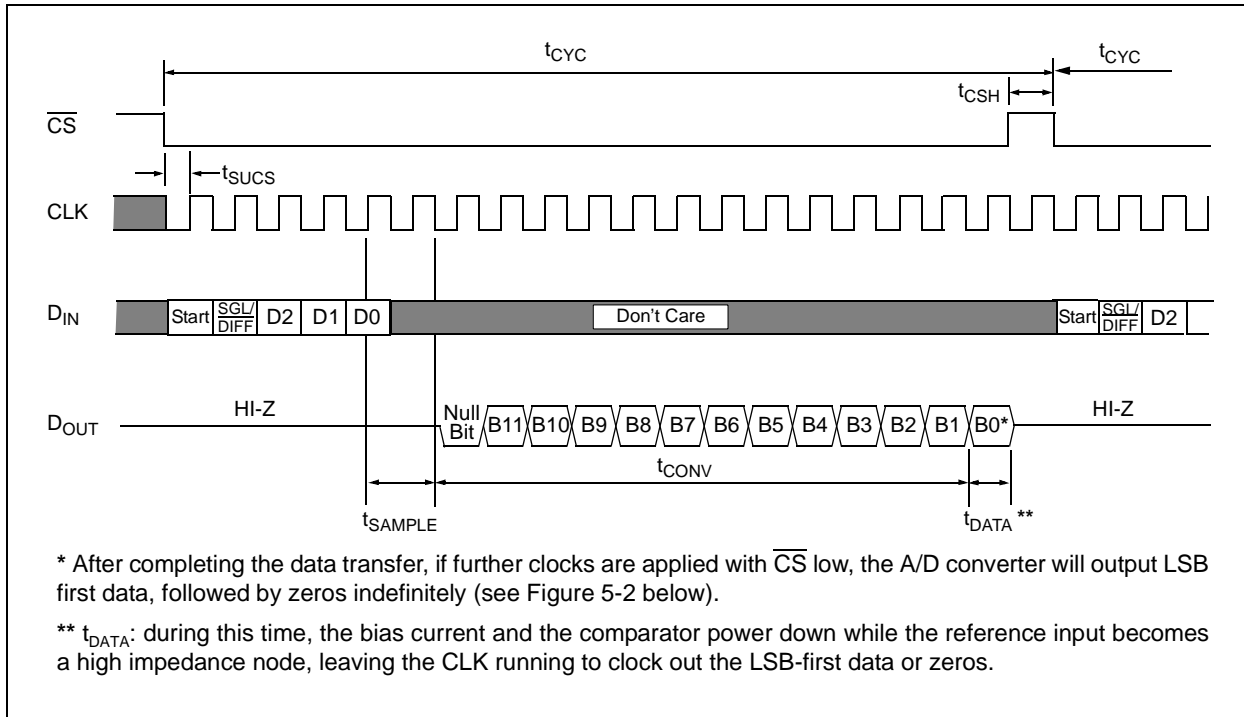 tCYC
tCYC
tCSH
CS
tSUCS
CLK
DIN
Start SGL/DIFF D2 D1 D0
Don't Care
Start SGL/DIFF D2
DOUT
HI-Z
Null Bit B11 B10 B9 B8 B7 B6 B5 B4 B3 B2 B1 B0*
HI-Z
tCONV
tSAMPLE
tDATA **
* After completing the data transfer, if further clocks are applied with CS low, the A/D converter will output LSB
first data, followed by zeros indefinitely (see Figure 5-2 below).
** tDATA: during this time, the bias current and the comparator power down while the reference input becomes
a high impedance node, leaving the CLK running to clock out the LSB-first data or zeros.